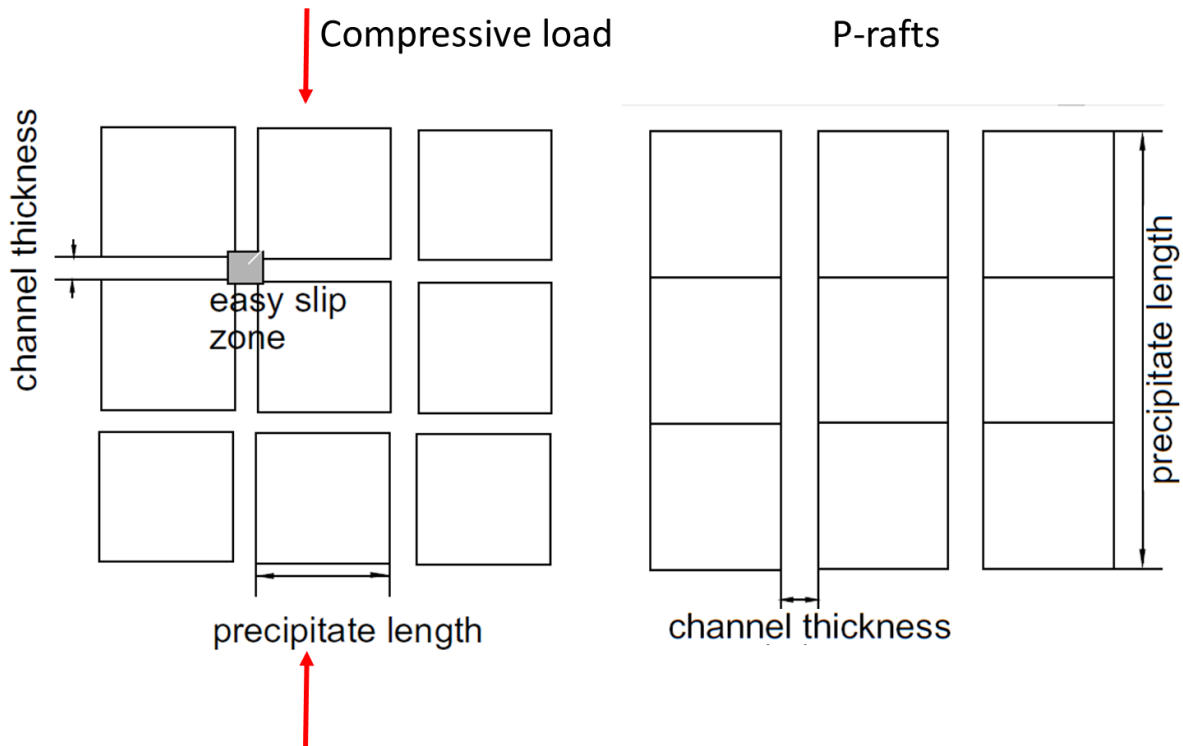 Compressive load
P-rafts
channel thickness
easy slip
zone
precipitate length
precipitate length
channel thickness